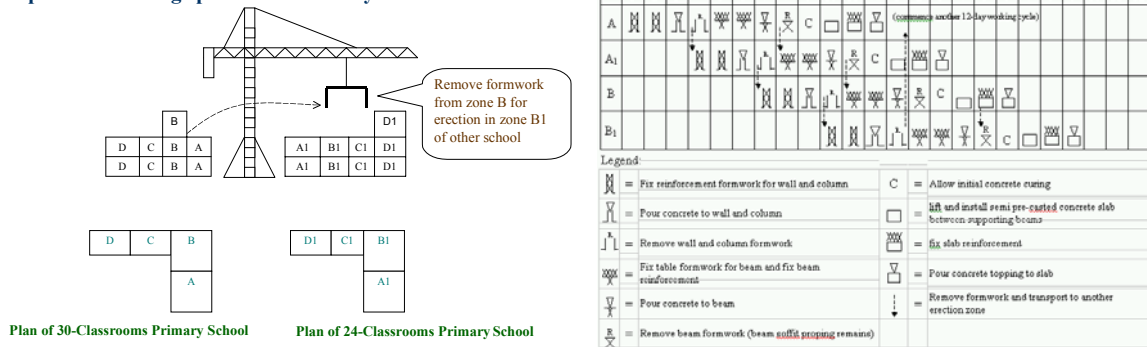 B
D1
D C B A
A1 B1 C1 D1
D C B A
A1 B1 C1 D1
Remove formwork
from zone B for
erection in zone B1
of other school
D C B
A
D1 C1 B1
A1
Plan of 30-Classrooms Primary School
Plan of 24-Classrooms Primary School
A R C (commence another 12-day working cycle)
A1 R C
B R C
B1 R C
Legend:
= Fix reinforcement formwork for wall and column
= Pour concrete to wall and column
= Remove wall and column formwork
= Fix table formwork for beam and fix beam
reinforcement
= Pour concrete to beam
R = Remove beam formwork (beam soffit proping remains)
C = Allow initial concrete curing
= lift and install semi pre-casted concrete slab
between supporting beams
= fix slab reinforcement
= Pour concrete topping to slab
= Remove formwork and transport to another
erection zone